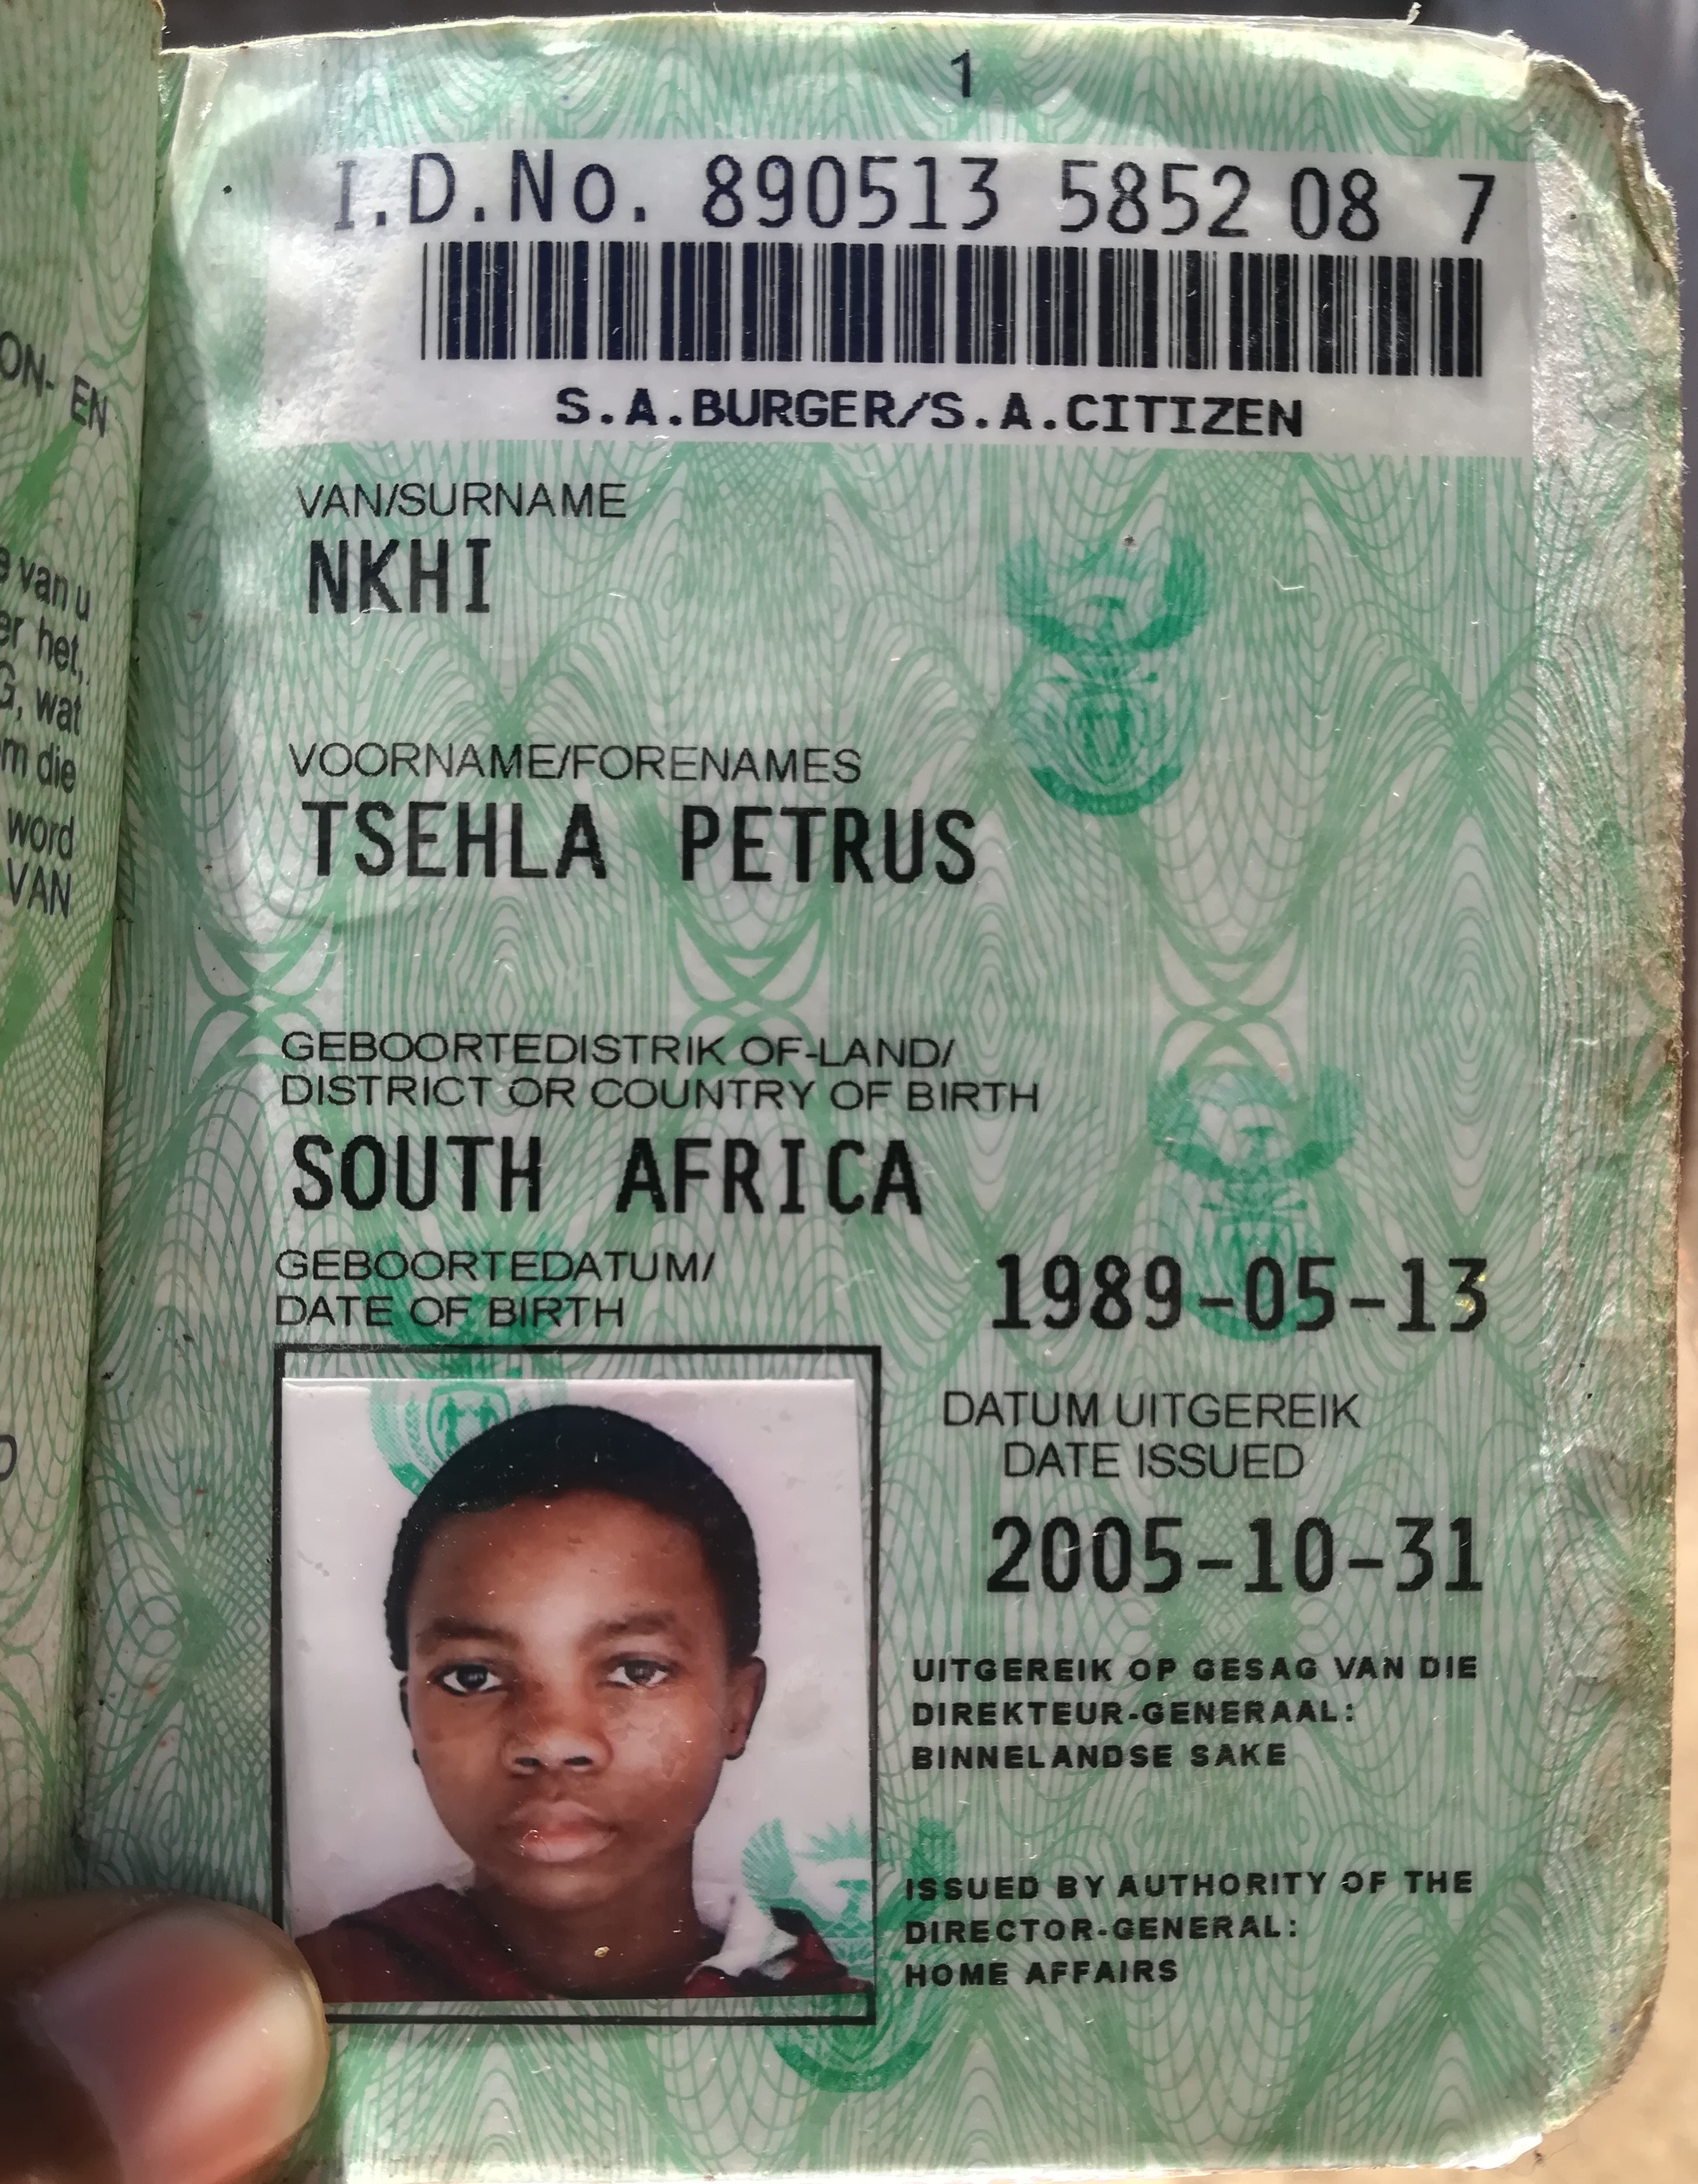 1
I.D.No. 890513 5852 08 7
S.A.BURGER/S.A.CITIZEN
VAN/SURNAME
NKHI
VOORNAME/FORENAMES
TSEHLA PETRUS
GEBOORTEDISTRIK OF-LAND/
DISTRICT OR COUNTRY OF BIRTH
SOUTH AFRICA
GEBOORTEDATUM/
DATE OF BIRTH
1989-05-13
DATUM UITGEREIK
DATE ISSUED
2005-10-31
UITGEREIK OP GESAG VAN DIE
DIREKTEUR-GENERAAL:
BINNELANDSE SAKE
ISSUED BY AUTHORITY OF THE
DIRECTOR-GENERAL:
HOME AFFAIRS
EN
van u
het,
wat
die
word
VAN